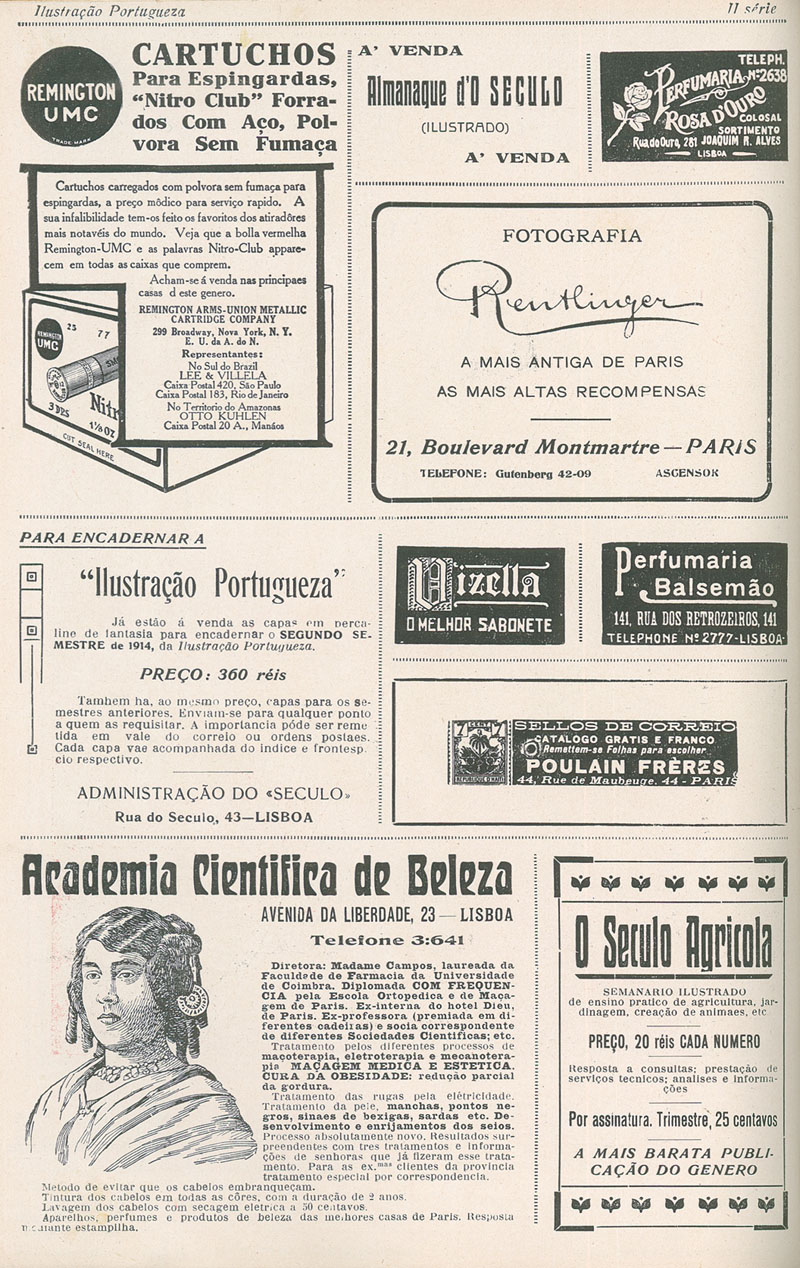 Ilustração Portugueza
II série
REMINGTON
UMC
TRADE MARK
CARTUCHOS
Para Espingardas,
“Nitro Club” Forra-
dos Com Aço, Pol-
vora Sem Fumaça
Cartuchos carregados com polvora sem fumaça para
espingardas, a preço môdico para serviço rapido. A
sua infalibilidade tem-os feito os favoritos dos atiradôres
mais notavéis do mundo. Veja que a bolla vermelha
Remington-UMC e as palavras Nitro-Club appare-
cem em todas as caixas que comprem.
Acham-se á venda nas principaes
casas d este genero.
REMINGTON ARMS-UNION METALLIC
CARTRIDGE COMPANY
299 Broadway, Nova York, N. Y.
E. U. da A. do N.
Representantes:
No Sul do Brazil
LEE & VILLELA
Caixa Postal 420, São Paulo
Caixa Postal 183, Rio de Janeiro
No Territorio do Amazonas
OTTO KUHLEN
Caixa Postal 20 A., Manáos
25 77
REMINGTON
UMC
3 DRS
Nitr
1 1/8 OZ
CUT SEAL HERE
A' VENDA
Almanaque d'O SECULO
(ILUSTRADO)
A' VENDA
TELEPH.
PERFUMARIA Nº 2638
ROSA D'OURO
COLOSAL
SORTIMENTO
Rua do Ouro, 281 JOAQUIM R. ALVES
LISBOA
FOTOGRAFIA
Reutlinger
A MAIS ANTIGA DE PARIS
AS MAIS ALTAS RECOMPENSAS
21, Boulevard Montmartre — PARIS
TELEFONE: Gutenberg 42-09 ASCENSOR
PARA ENCADERNAR A
“Ilustração Portugueza”
Já estão á venda as capas em perca-
line de fantasia para encadernar o SEGUNDO SE-
MESTRE de 1914, da Ilustração Portugueza.
PREÇO: 360 réis
Tambem ha, ao mesmo preço, capas para os se-
mestres anteriores. Enviam-se para qualquer ponto
a quem as requisitar. A importancia póde ser reme
tida em vale do correio ou ordens postaes.
Cada capa vae acompanhada do indice e frontesp
cio respectivo.
ADMINISTRAÇÃO DO «SECULO»
Rua do Seculo, 43—LISBOA
Mizella
O MELHOR SABONETE
Perfumaria
Balsemão
141, RUA DOS RETROZEIROS, 141
TELEPHONE Nº 2777-LISBOA
7 CENT 7
REPUBLIQUE D'HAITI
SELLOS DE CORREIO
CATALOGO GRATIS E FRANCO
Remettem-se Folhas para escolher
POULAIN FRÈRES
44, Rue de Maubeuge. 44 - PARIS
Academia Cientifica de Beleza
AVENIDA DA LIBERDADE, 23 — LISBOA
Telefone 3:641
Diretora: Madame Campos, laureada da
Faculdade de Farmacia da Universidade
de Coimbra. Diplomada COM FREQUEN-
CIA pela Escola Ortopedica e de Maça-
gem de Paris. Ex-interna do hotel Dieu,
de Paris. Ex-professora (premiada em di-
ferentes cadeiras) e socia correspondente
de diferentes Sociedades Cientificas; etc.
Tratamento pelos diferentes processos de
maçoterapia, eletroterapia e mecanotera-
pia MAÇAGEM MEDICA E ESTETICA.
CURA DA OBESIDADE: redução parcial
da gordura.
Tratamento das rugas pela elétricidade.
Tratamento da pele, manchas, pontos ne-
gros, sinaes de bexigas, sardas etc. De-
senvolvimento e enrijamentos dos seios.
Processo absolutamente novo. Resultados sur-
preendentes com tres tratamentos e informa-
ções de senhoras que já fizeram esse trata-
mento. Para as ex.mas clientes da provincia
tratamento especial por correspondencia.
Metodo de evitar que os cabelos embranqueçam.
Tintura dos cabelos em todas as côres, com a duração de 2 anos.
Lavagem dos cabelos com secagem eletrica a 50 centavos.
Aparelhos, perfumes e produtos de beleza das melhores casas de Paris. Resposta
mediante estampilha.
O Seculo Agricola
SEMANARIO ILUSTRADO
de ensino pratico de agricultura, jar-
dinagem, creação de animaes, etc
PREÇO, 20 réis CADA NUMERO
Resposta a consultas; prestação de
serviços tecnicos; analises e informa-
ções
Por assinatura. Trimestre, 25 centavos
A MAIS BARATA PUBLI-
CAÇÃO DO GENERO